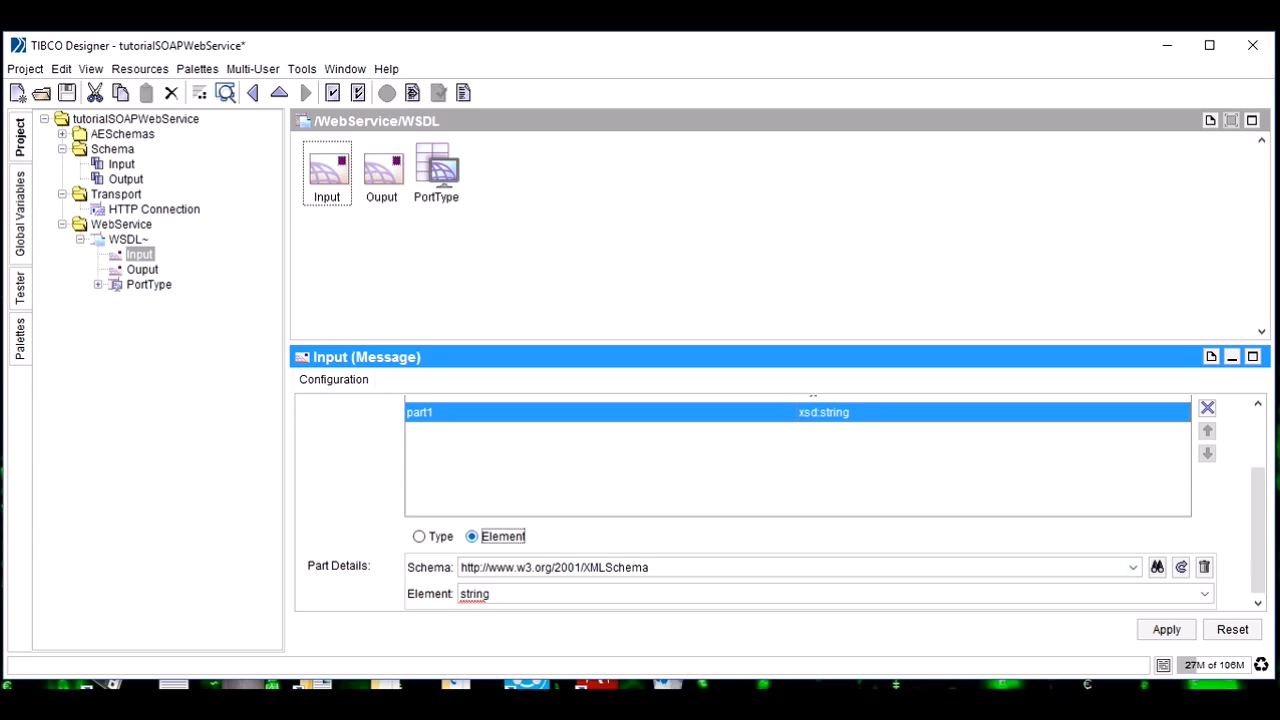 TIBCO Designer - tutorialSOAPWebService*
Project Edit View Resources Palettes Multi-User Tools Window Help
Project
Global Variables
Tester
Palettes
tutorialSOAPWebService
AESchemas
Schema
Input
Output
Transport
HTTP Connection
WebService
WSDL~
Input
Ouput
PortType
/WebService/WSDL
Input Ouput PortType
Input (Message)
Configuration
part1 xsd:string
Type Element
Part Details: Schema: http://www.w3.org/2001/XMLSchema
Element: string
Apply Reset
27M of 106M